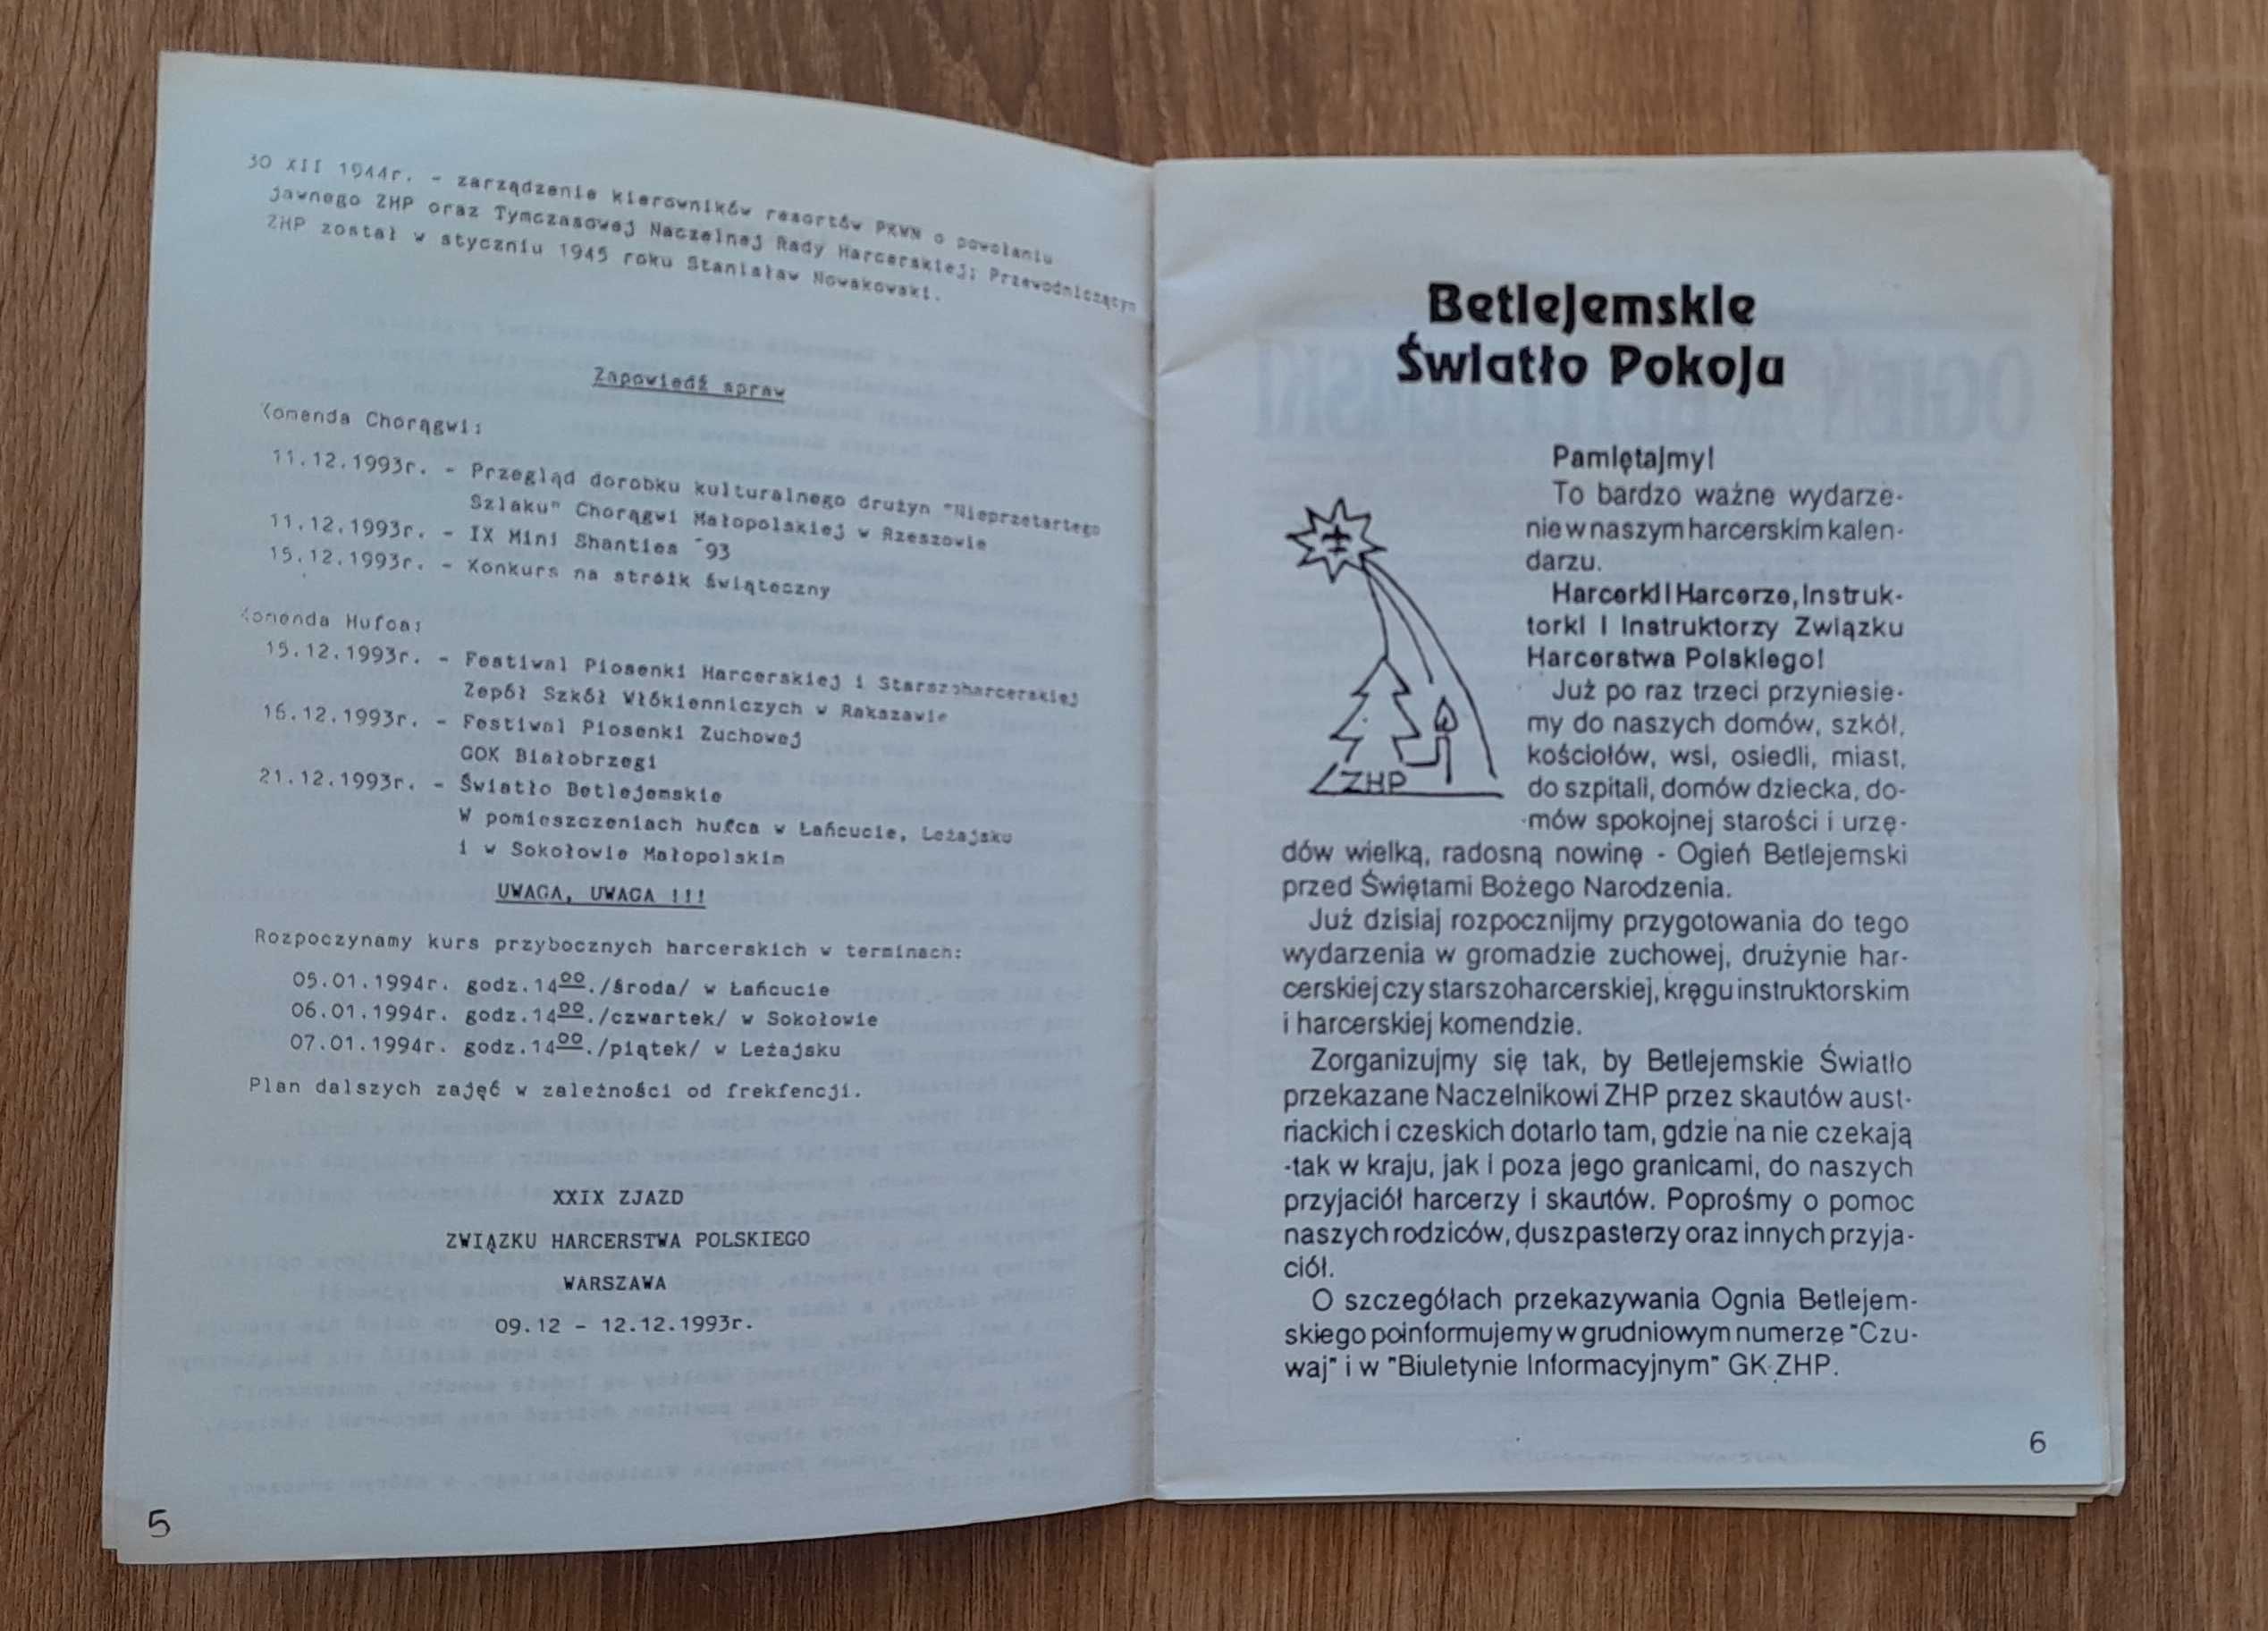 30 XII 1944r. - zarządzenie kierowników resortów PKWN o powołaniu
jawnego ZHP oraz Tymczasowej Naczelnej Rady Harcerskiej; Przewodniczącym
ZHP został w styczniu 1945 roku Stanisław Nowakowski.
Zapowiedź spraw
Komenda Chorągwi:
11.12.1993r. - Przegląd dorobku kulturalnego drużyn "Nieprzetartego
Szlaku" Chorągwi Małopolskiej w Rzeszowie
11.12.1993r. - IX Mini Shanties ´93
15.12.1993r. - Konkurs na stroik świąteczny
Komenda Hufca:
15.12.1993r. - Festiwal Piosenki Harcerskiej i Starszoharcerskiej
Zepół Szkół Włókienniczych w Rakszawie
16.12.1993r. - Festiwal Piosenki Zuchowej
GOK Białobrzegi
21.12.1993r. - Światło Betlejemskie
W pomieszczeniach hufca w Łańcucie, Leżajsku
i w Sokołowie Małopolskim
UWAGA, UWAGA !!!
Rozpoczynamy kurs przybocznych harcerskich w terminach:
05.01.1994r. godz.14⁰⁰./środa/ w Łańcucie
06.01.1994r. godz.14⁰⁰./czwartek/ w Sokołowie
07.01.1994r. godz.14⁰⁰./piątek/ w Leżajsku
Plan dalszych zajęć w zależności od frekfencji.
XXIX ZJAZD
ZWIĄZKU HARCERSTWA POLSKIEGO
WARSZAWA
09.12 - 12.12.1993r.
5
Betlejemskie
Światło Pokoju
Pamiętajmy!
To bardzo ważne wydarze-
nie w naszym harcerskim kalen-
darzu.
Harcerki i Harcerze, Instruk-
torki i Instruktorzy Związku
Harcerstwa Polskiego!
Już po raz trzeci przyniesie-
my do naszych domów, szkół,
kościołów, wsi, osiedli, miast,
do szpitali, domów dziecka, do-
mów spokojnej starości i urzę-
dów wielką, radosną nowinę - Ogień Betlejemski
przed Świętami Bożego Narodzenia.
Już dzisiaj rozpocznijmy przygotowania do tego
wydarzenia w gromadzie zuchowej, drużynie har-
cerskiej czy starszoharcerskiej, kręgu instruktorskim
i harcerskiej komendzie.
Zorganizujmy się tak, by Betlejemskie Światło
przekazane Naczelnikowi ZHP przez skautów aust-
riackich i czeskich dotarło tam, gdzie na nie czekają
-tak w kraju, jak i poza jego granicami, do naszych
przyjaciół harcerzy i skautów. Poprośmy o pomoc
naszych rodziców, duszpasterzy oraz innych przyja-
ciół.
O szczegółach przekazywania Ognia Betlejem-
skiego poinformujemy w grudniowym numerze "Czu-
waj" i w "Biuletynie Informacyjnym" GK ZHP.
ZHP
6